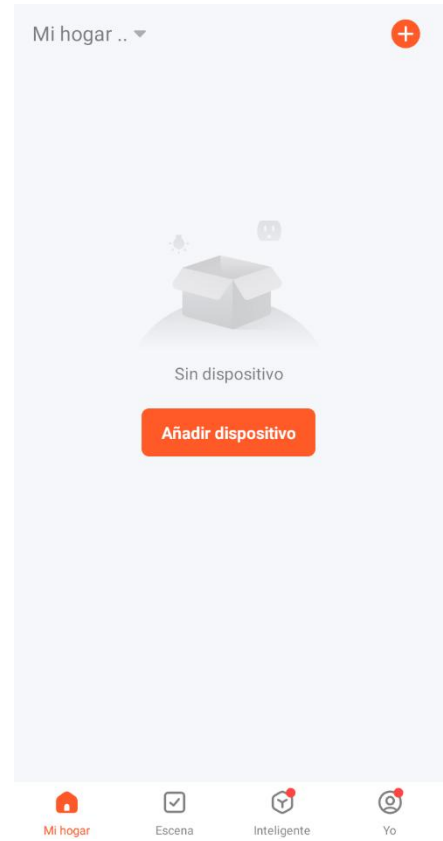 Mi hogar ..
Sin dispositivo
Añadir dispositivo
Mi hogar
Escena
Inteligente
Yo